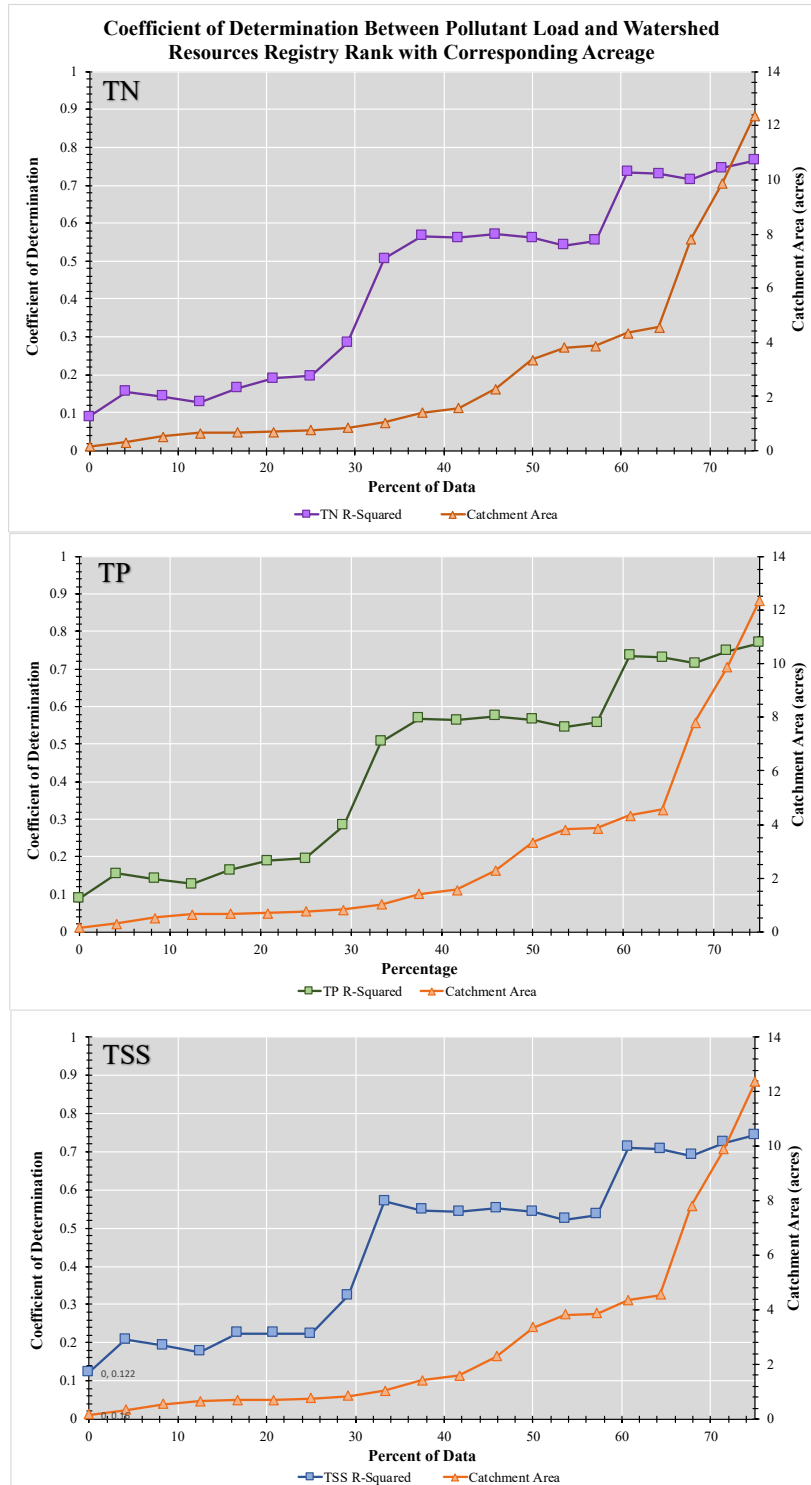 Coefficient of Determination Between Pollutant Load and Watershed
Resources Registry Rank with Corresponding Acreage
TN
Coefficient of Determination
Catchment Area (acres)
1
0.9
0.8
0.7
0.6
0.5
0.4
0.3
0.2
0.1
0
14
12
10
8
6
4
2
0
0 10 20 30 40 50 60 70
Percent of Data
TN R-Squared Catchment Area
TP
Coefficient of Determination
Catchment Area (acres)
1
0.9
0.8
0.7
0.6
0.5
0.4
0.3
0.2
0.1
0
14
12
10
8
6
4
2
0
0 10 20 30 40 50 60 70
Percentage
TP R-Squared Catchment Area
TSS
Coefficient of Determination
Catchment Area (acres)
1
0.9
0.8
0.7
0.6
0.5
0.4
0.3
0.2
0.1
0
14
12
10
8
6
4
2
0
0, 0.122
0, 0.16
0 10 20 30 40 50 60 70
Percent of Data
TSS R-Squared Catchment Area